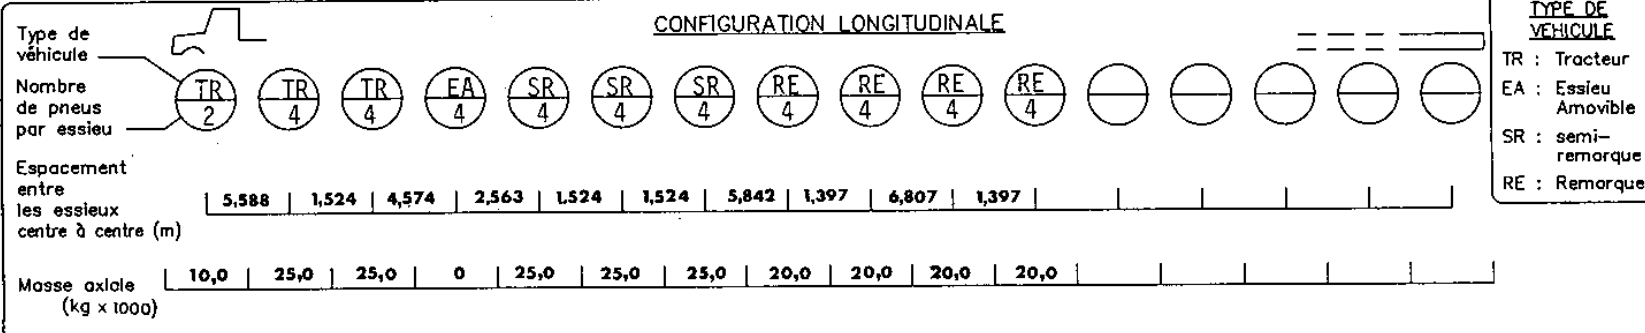 CONFIGURATION LONGITUDINALE
Type de
véhicule
Nombre
de pneus
par essieu
TR TR TR EA SR SR SR RE RE RE RE
2 4 4 4 4 4 4 4 4 4 4
Espacement
entre
les essieux
centre à centre (m)
5,588 1,524 4,574 2,563 1,524 1,524 5,842 1,397 6,807 1,397
Masse axiale
(kg x 1000)
10,0 25,0 25,0 0 25,0 25,0 25,0 20,0 20,0 20,0 20,0
TYPE DE
VEHICULE
TR : Tracteur
EA : Essieu
Amovible
SR : semi-
remorque
RE : Remorque